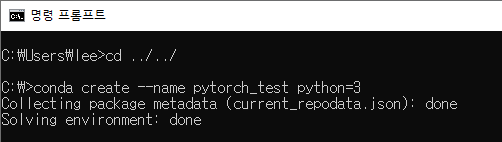 명령 프롬프트
C:₩Users₩lee>cd ../../
C:₩>conda create --name pytorch_test python=3
Collecting package metadata (current_repodata.json): done
Solving environment: done